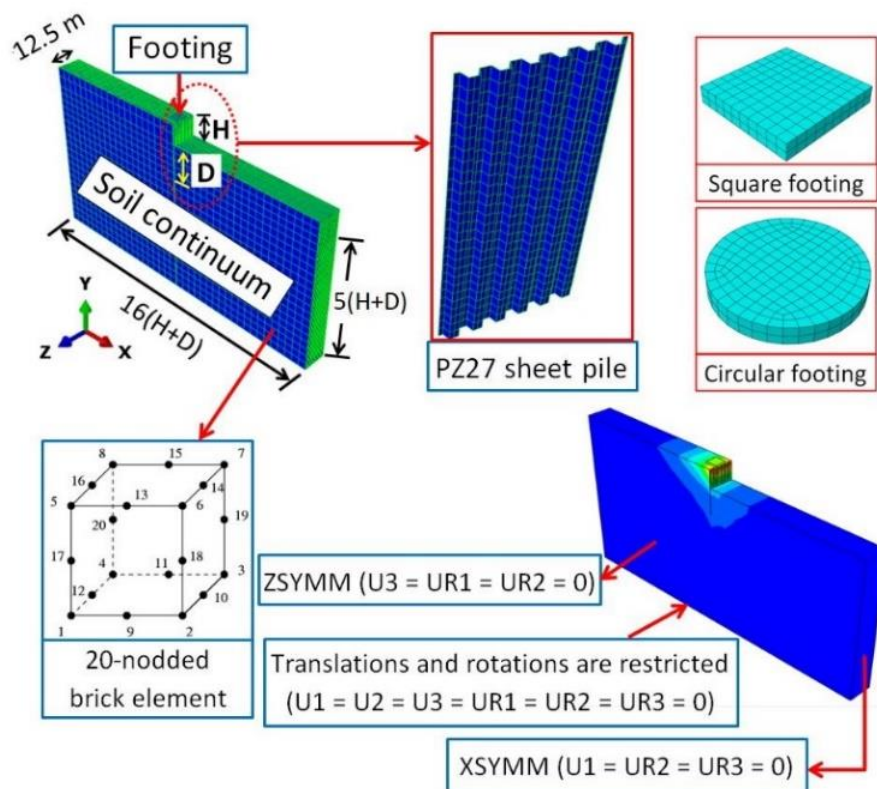 12.5 m
Footing
H
D
Soil continuum
16(H+D)
5(H+D)
Y
Z
X
PZ27 sheet pile
Square footing
Circular footing
8
15
7
16
14
5
13
6
20
19
17
18
4
11
3
12
10
1
9
2
20-nodded
brick element
ZSYMM (U3 = UR1 = UR2 = 0)
Translations and rotations are restricted
(U1 = U2 = U3 = UR1 = UR2 = UR3 = 0)
XSYMM (U1 = UR2 = UR3 = 0)